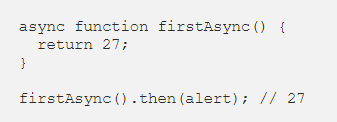 async function firstAsync() {
  return 27;
}

firstAsync().then(alert); // 27